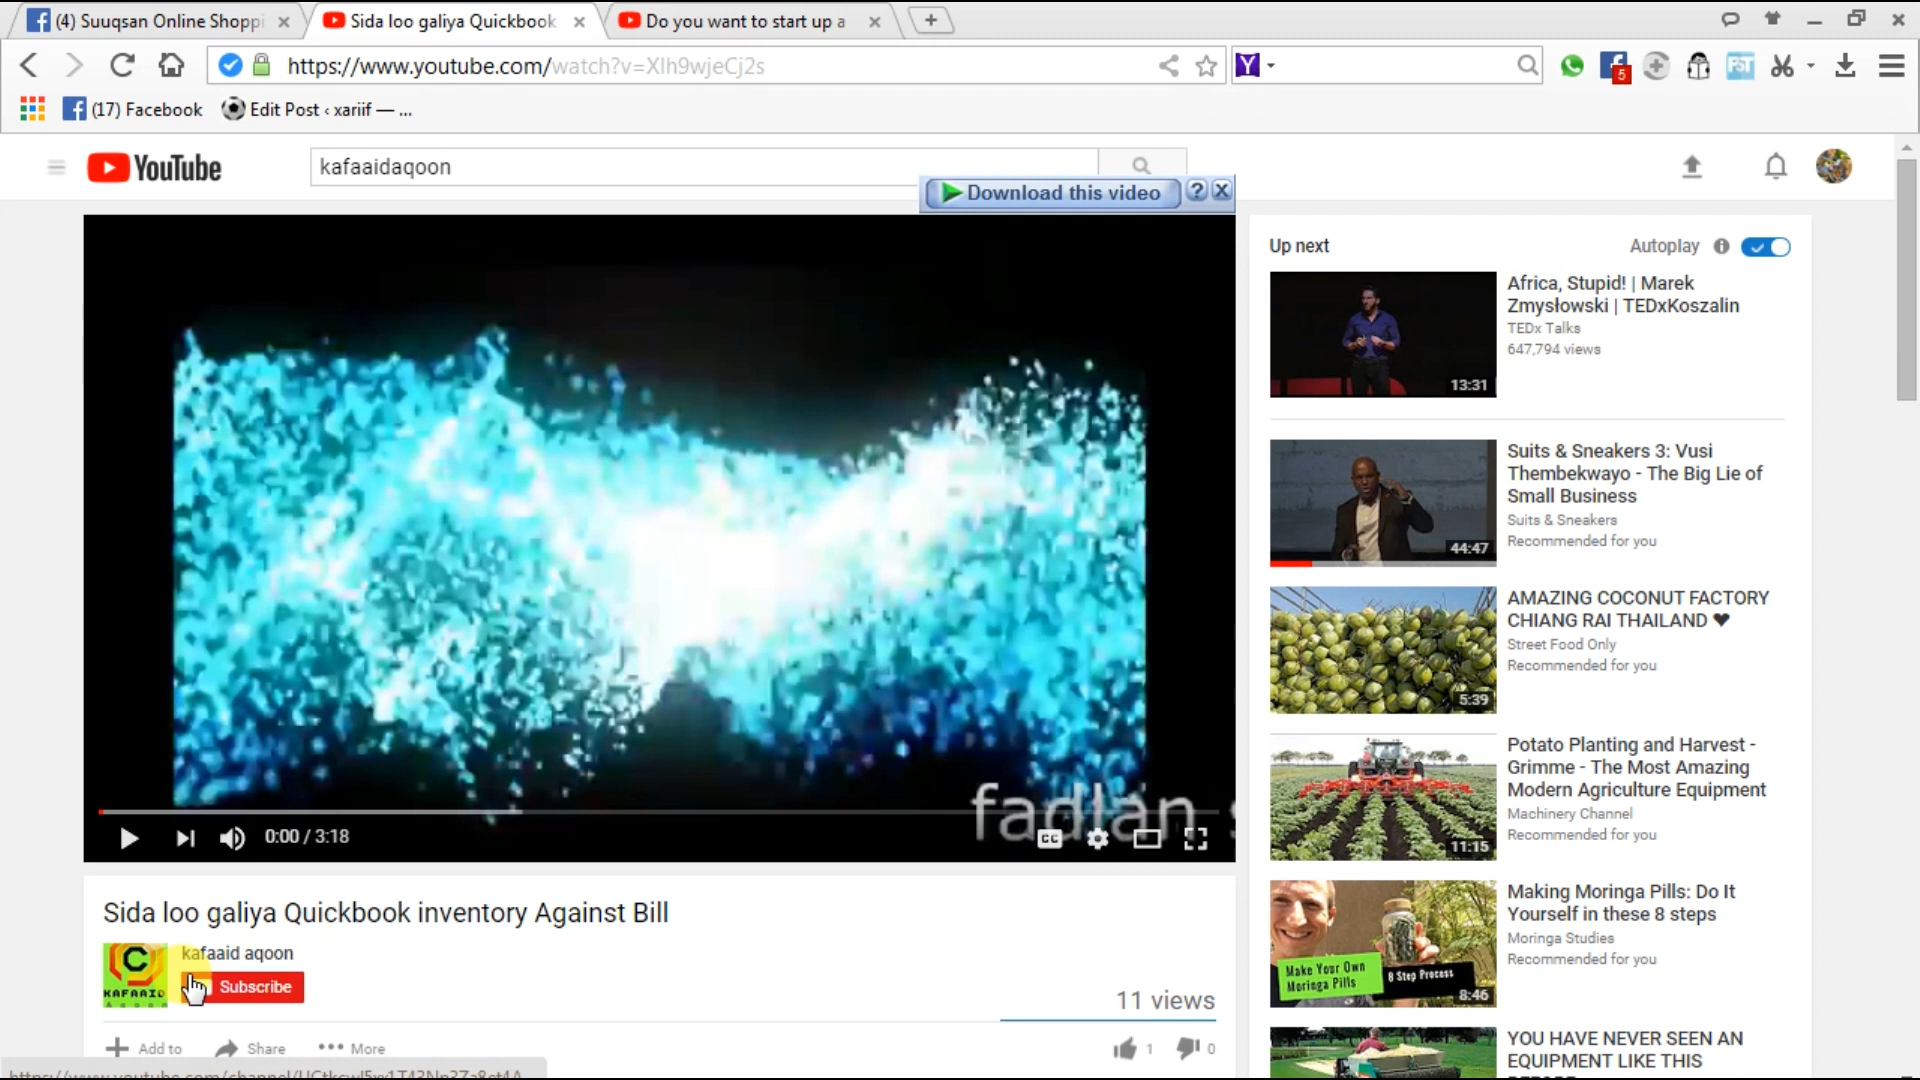 (4) Suuqsan Online Shoppi
Sida loo galiya Quickbook
Do you want to start up a
https://www.youtube.com/watch?v=XIh9wjeCj2s
Y
5
PST
(17) Facebook
Edit Post ‹ xariif — ...
YouTube
kafaaidaqoon
Download this video
?
X
fadlan s
CC
0:00 / 3:18
Sida loo galiya Quickbook inventory Against Bill
C
KAFAAID
Aqoon
kafaaid aqoon
Subscribe
11 views
Add to
Share
More
1
0
Up next
Autoplay
Africa, Stupid! | Marek
Zmysłowski | TEDxKoszalin
TEDx Talks
647,794 views
13:31
Suits & Sneakers 3: Vusi
Thembekwayo - The Big Lie of
Small Business
Suits & Sneakers
Recommended for you
44:47
AMAZING COCONUT FACTORY
CHIANG RAI THAILAND ❤
Street Food Only
Recommended for you
5:39
Potato Planting and Harvest -
Grimme - The Most Amazing
Modern Agriculture Equipment
Machinery Channel
Recommended for you
11:15
Making Moringa Pills: Do It
Yourself in these 8 steps
Moringa Studies
Recommended for you
Make Your Own
Moringa Pills
8 Step Process
8:46
YOU HAVE NEVER SEEN AN
EQUIPMENT LIKE THIS